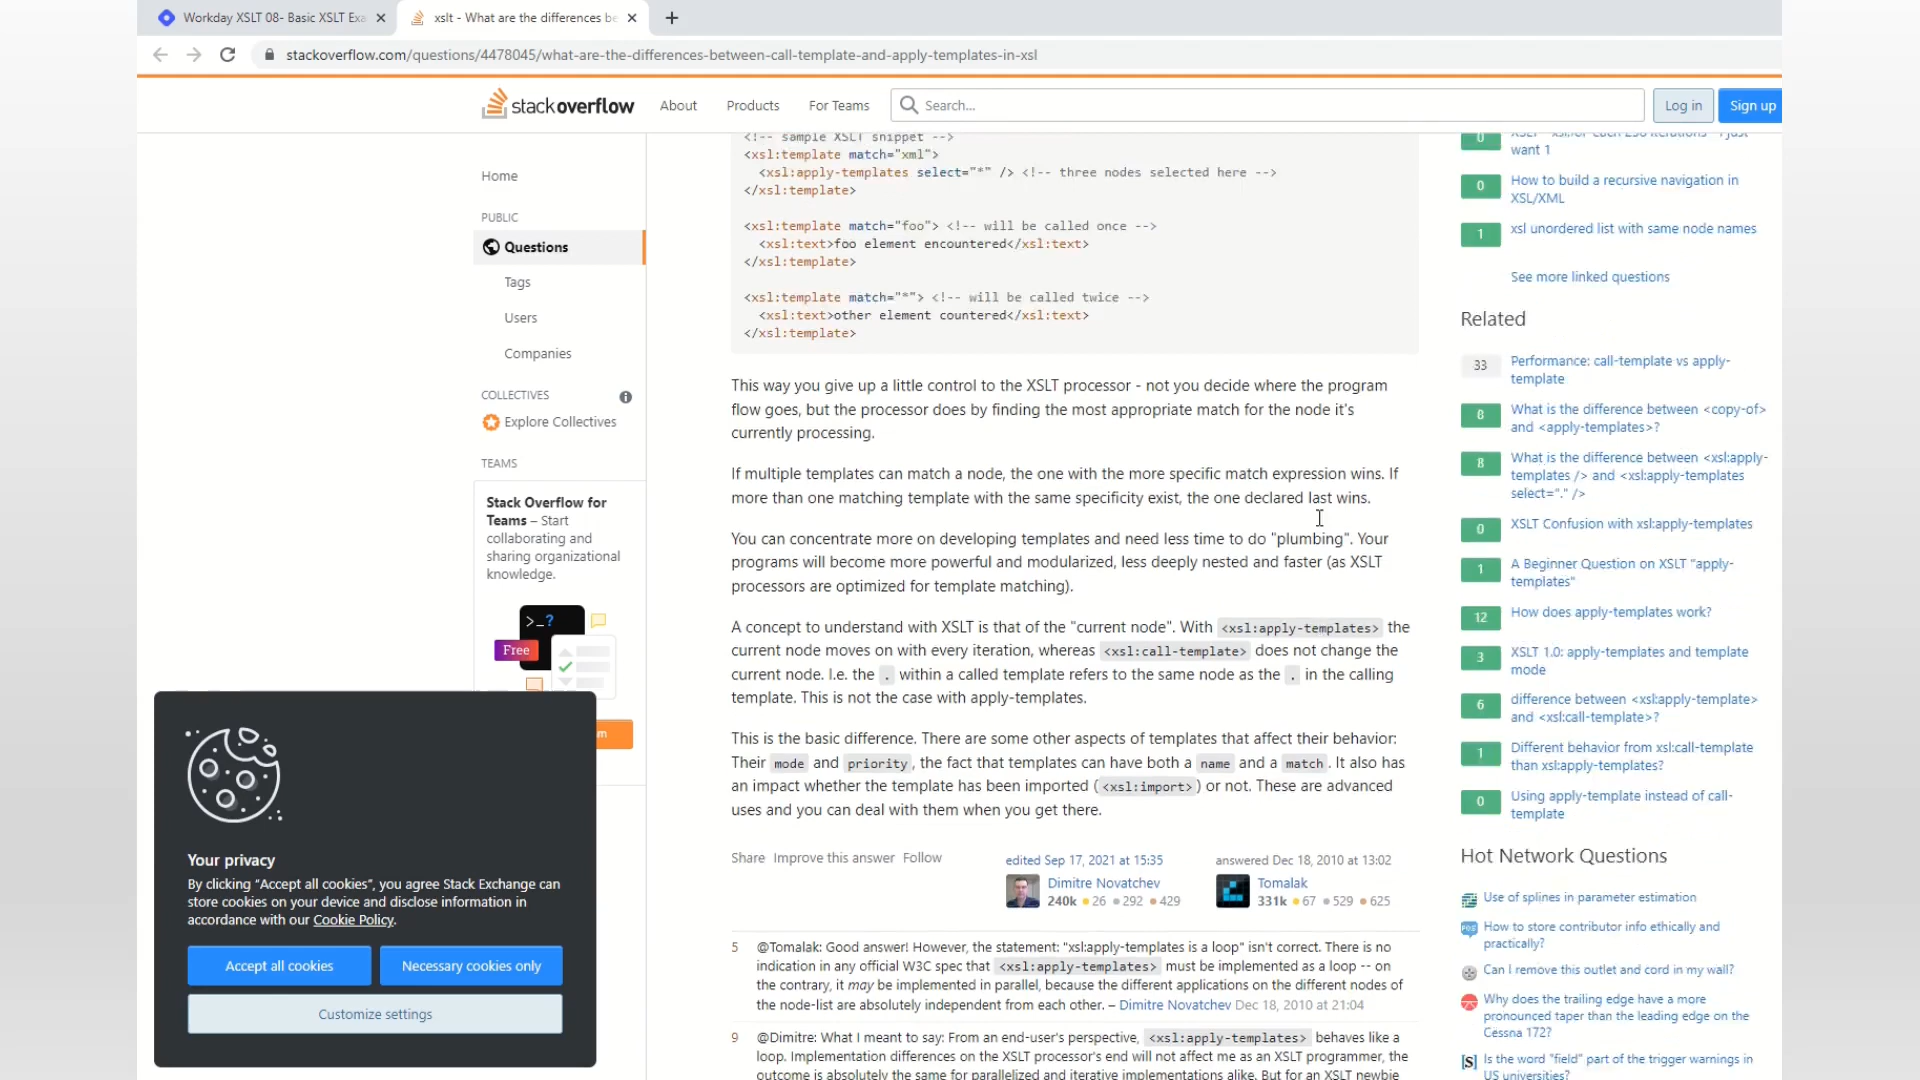 Workday XSLT 08- Basic XSLT Exa
xslt - What are the differences be
stackoverflow.com/questions/4478045/what-are-the-differences-between-call-template-and-apply-templates-in-xsl
stackoverflow
About
Products
For Teams
Search...
Log in
Sign up
Home
PUBLIC
Questions
Tags
Users
Companies
COLLECTIVES
Explore Collectives
TEAMS
Stack Overflow for
Teams – Start
collaborating and
sharing organizational
knowledge.
>_?
Free
m
<!-- sample XSLT snippet -->
<xsl:template match="xml">
<xsl:apply-templates select="*" /> <!-- three nodes selected here -->
</xsl:template>
<xsl:template match="foo"> <!-- will be called once -->
<xsl:text>foo element encountered</xsl:text>
</xsl:template>
<xsl:template match="*"> <!-- will be called twice -->
<xsl:text>other element countered</xsl:text>
</xsl:template>
This way you give up a little control to the XSLT processor - not you decide where the program
flow goes, but the processor does by finding the most appropriate match for the node it's
currently processing.
If multiple templates can match a node, the one with the more specific match expression wins. If
more than one matching template with the same specificity exist, the one declared last wins.
You can concentrate more on developing templates and need less time to do "plumbing". Your
programs will become more powerful and modularized, less deeply nested and faster (as XSLT
processors are optimized for template matching).
A concept to understand with XSLT is that of the "current node". With <xsl:apply-templates> the
current node moves on with every iteration, whereas <xsl:call-template> does not change the
current node. I.e. the . within a called template refers to the same node as the . in the calling
template. This is not the case with apply-templates.
This is the basic difference. There are some other aspects of templates that affect their behavior:
Their mode and priority, the fact that templates can have both a name and a match. It also has
an impact whether the template has been imported (<xsl:import>) or not. These are advanced
uses and you can deal with them when you get there.
Share Improve this answer Follow
edited Sep 17, 2021 at 15:35
Dimitre Novatchev
240k 26 292 429
answered Dec 18, 2010 at 13:02
Tomalak
331k 67 529 625
5 @Tomalak: Good answer! However, the statement: "xsl:apply-templates is a loop" isn't correct. There is no
indication in any official W3C spec that <xsl:apply-templates> must be implemented as a loop -- on
the contrary, it may be implemented in parallel, because the different applications on the different nodes of
the node-list are absolutely independent from each other. – Dimitre Novatchev Dec 18, 2010 at 21:04
9 @Dimitre: What I meant to say: From an end-user's perspective, <xsl:apply-templates> behaves like a
loop. Implementation differences on the XSLT processor's end will not affect me as an XSLT programmer, the
outcome is absolutely the same for parallelized and iterative implementations alike. But for an XSLT newbie
0 XSLT - xsl:for-each 256 iterations - I just
want 1
0 How to build a recursive navigation in
XSL/XML
1 xsl unordered list with same node names
See more linked questions
Related
33 Performance: call-template vs apply-
template
8 What is the difference between <copy-of>
and <apply-templates>?
8 What is the difference between <xsl:apply-
templates /> and <xsl:apply-templates
select="." />
0 XSLT Confusion with xsl:apply-templates
1 A Beginner Question on XSLT "apply-
templates"
12 How does apply-templates work?
3 XSLT 1.0: apply-templates and template
mode
6 difference between <xsl:apply-template>
and <xsl:call-template>?
1 Different behavior from xsl:call-template
than xsl:apply-templates?
0 Using apply-template instead of call-
template
Hot Network Questions
Use of splines in parameter estimation
How to store contributor info ethically and
practically?
Can I remove this outlet and cord in my wall?
Why does the trailing edge have a more
pronounced taper than the leading edge on the
Cessna 172?
Is the word "field" part of the trigger warnings in
US universities?
Your privacy
By clicking “Accept all cookies”, you agree Stack Exchange can
store cookies on your device and disclose information in
accordance with our Cookie Policy.
Accept all cookies
Necessary cookies only
Customize settings